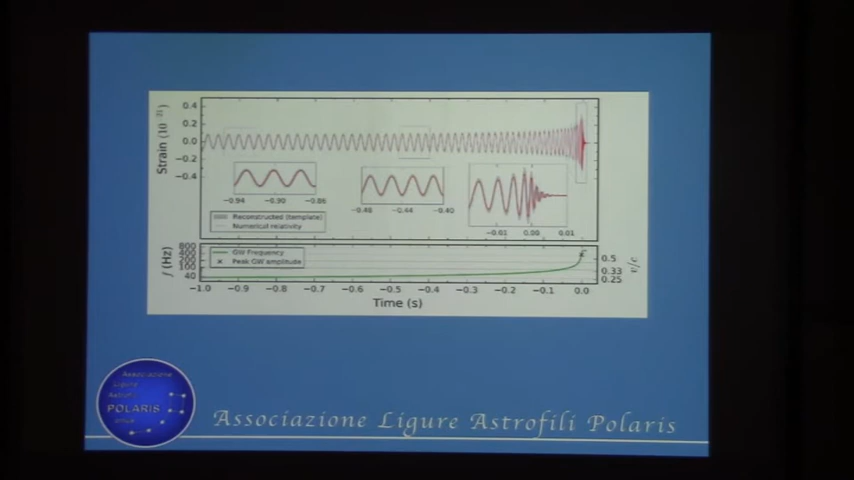 0.4
0.2
0.0
−0.2
−0.4
Strain (10⁻²¹)
−0.94 −0.90 −0.86
−0.48 −0.44 −0.40
−0.01 0.00 0.01
Reconstructed (template)
Numerical relativity
800
400
200
100
40
f (Hz)
GW Frequency
Peak GW amplitude
0.5
0.33
0.25
v/c
−1.0 −0.9 −0.8 −0.7 −0.6 −0.5 −0.4 −0.3 −0.2 −0.1 0.0
Time (s)
Associazione
Ligure
Astrofili
POLARIS
onlus
Associazione Ligure Astrofili Polaris